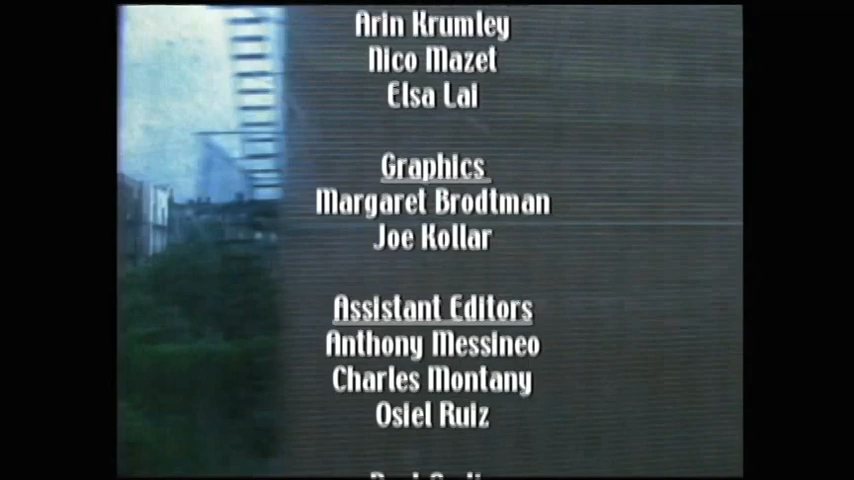 Arin Krumley
Nico Mazet
Elsa Lai
Graphics
Margaret Brodtman
Joe Kollar
Assistant Editors
Anthony Messineo
Charles Montany
Osiel Ruiz